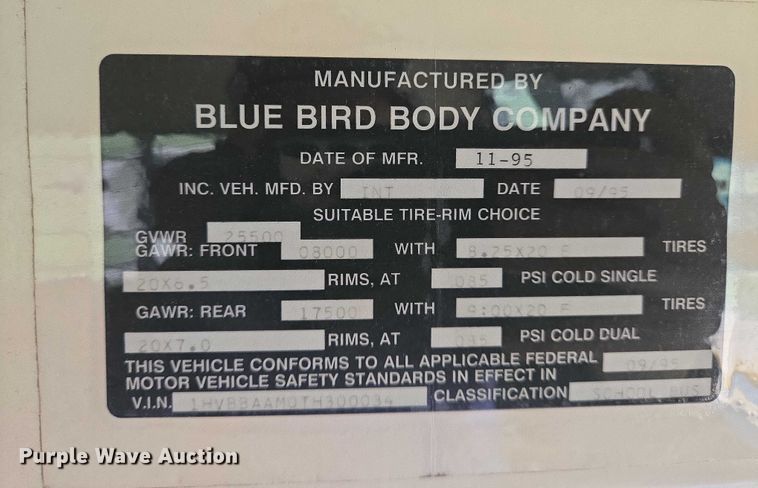 MANUFACTURED BY
BLUE BIRD BODY COMPANY
DATE OF MFR. 11-95
INC. VEH. MFD. BY INT DATE 09/95
SUITABLE TIRE-RIM CHOICE
GVWR 25500
GAWR: FRONT 08000 WITH 8.25X20 E TIRES
20X6.5 RIMS, AT 085 PSI COLD SINGLE
GAWR: REAR 17500 WITH 9:00X20 E TIRES
20X7.0 RIMS, AT 085 PSI COLD DUAL
THIS VEHICLE CONFORMS TO ALL APPLICABLE FEDERAL 09/95
MOTOR VEHICLE SAFETY STANDARDS IN EFFECT IN
V.I.N. 1HVBBAAM0TH300034 CLASSIFICATION SCHOOL BUS
Purple Wave Auction